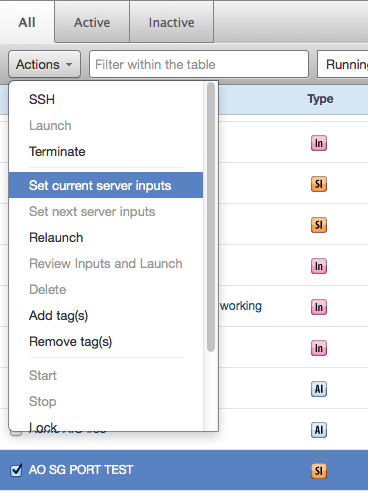 All Active Inactive
Actions Filter within the table Running
Type
SSH
Launch
In
Terminate
Set current server inputs SI
Set next server inputs
Relaunch SI
Review Inputs and Launch In
Delete
Add tag(s) working In
Remove tag(s) In
Start
AI
Stop
Lock AI
AO SG PORT TEST SI